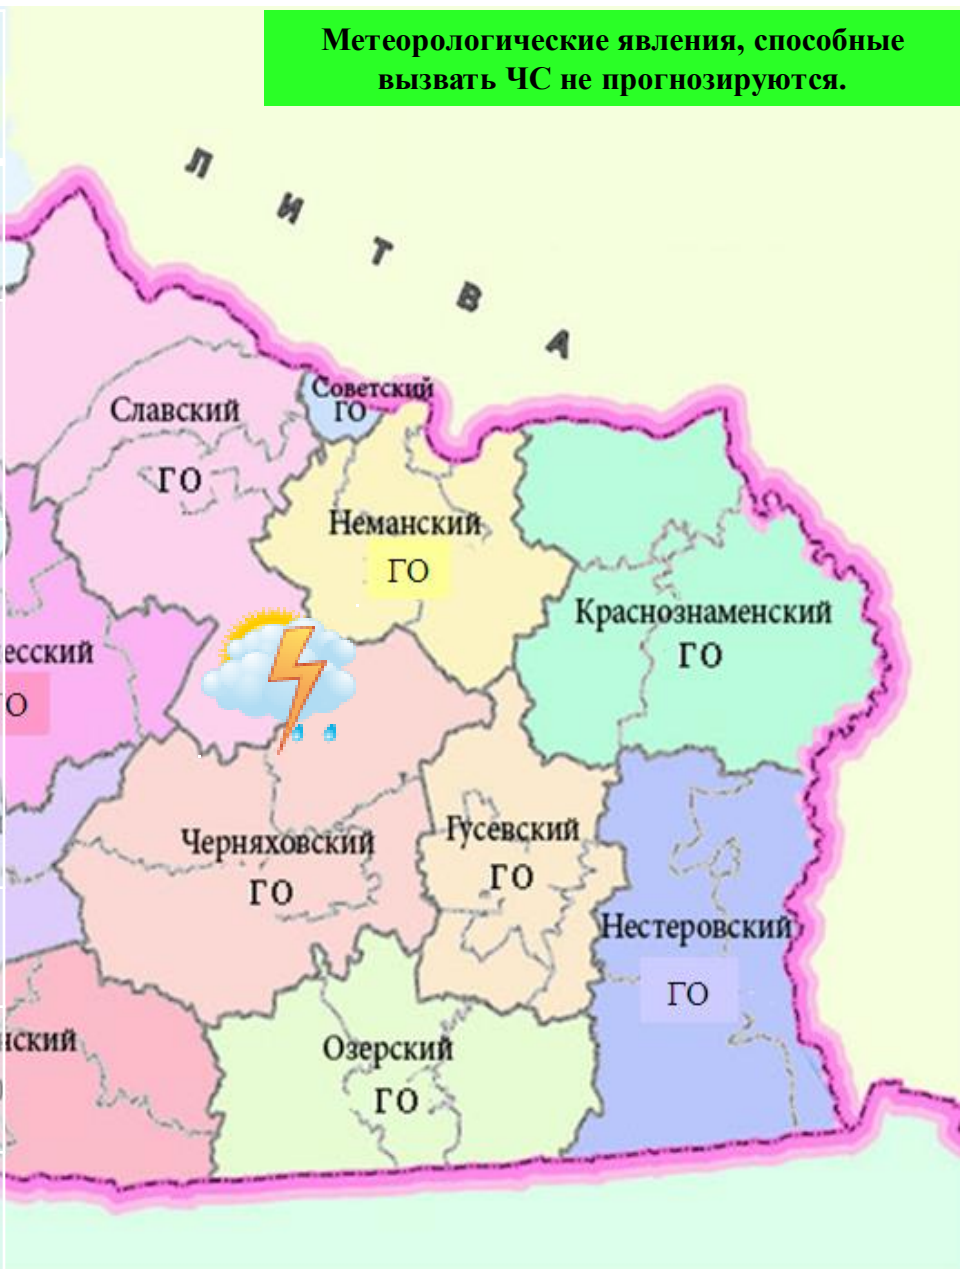 Метеорологические явления, способные
вызвать ЧС не прогнозируются.
ЛИТВА
Советский
ГО
Славский
ГО
Неманский
ГО
Краснознаменский
ГО
есский
О
Черняховский
ГО
Гусевский
ГО
Нестеровский
ГО
нский
Озерский
ГО